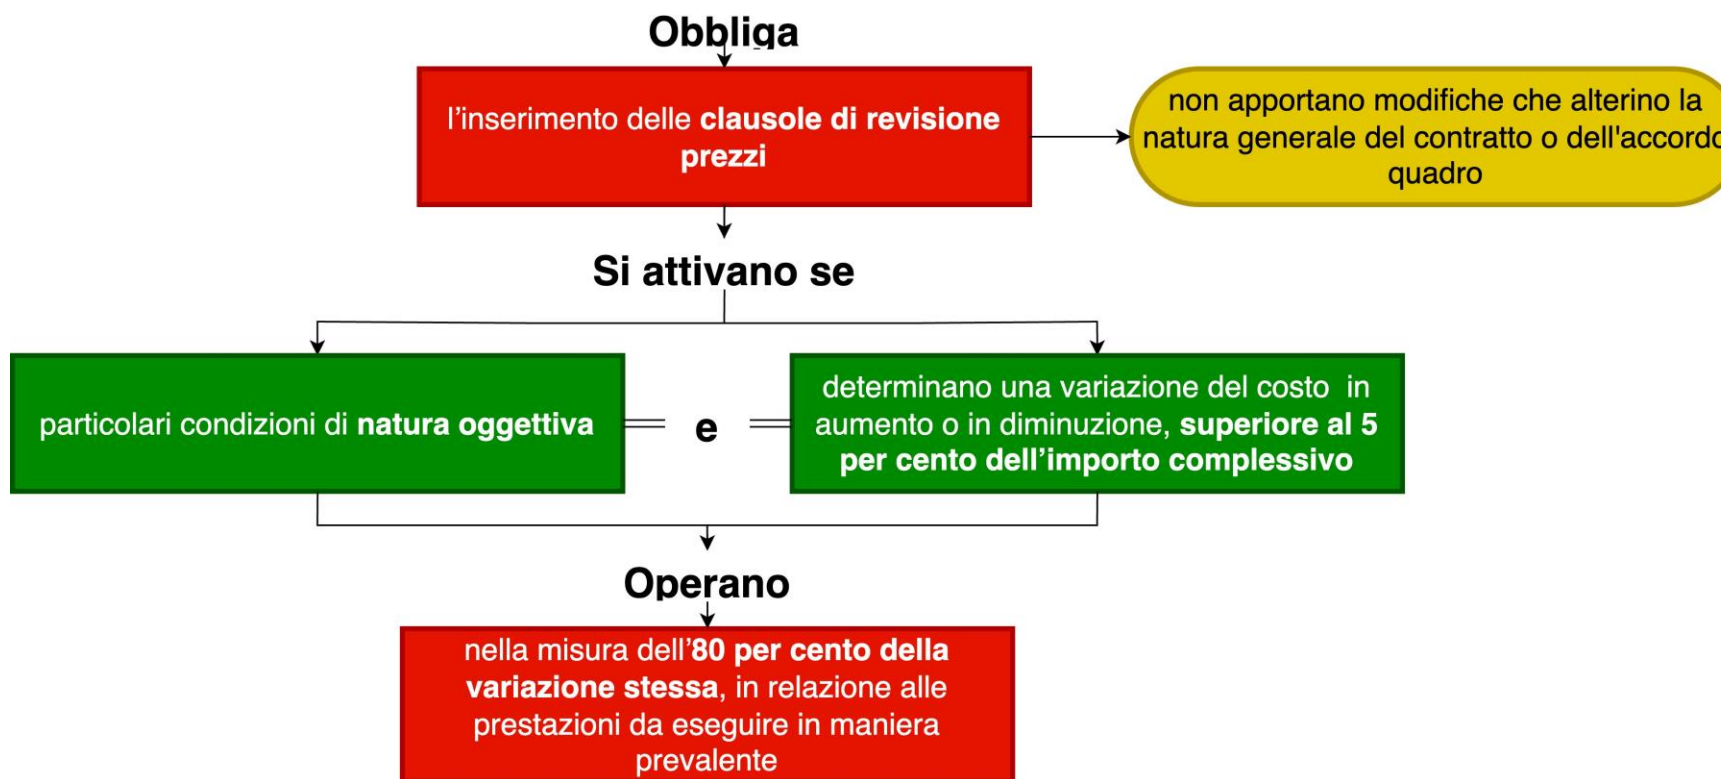 Obbliga
l'inserimento delle clausole di revisione
prezzi
non apportano modifiche che alterino la
natura generale del contratto o dell'accordo
quadro
Si attivano se
particolari condizioni di natura oggettiva
e
determinano una variazione del costo in
aumento o in diminuzione, superiore al 5
per cento dell'importo complessivo
Operano
nella misura dell'80 per cento della
variazione stessa, in relazione alle
prestazioni da eseguire in maniera
prevalente